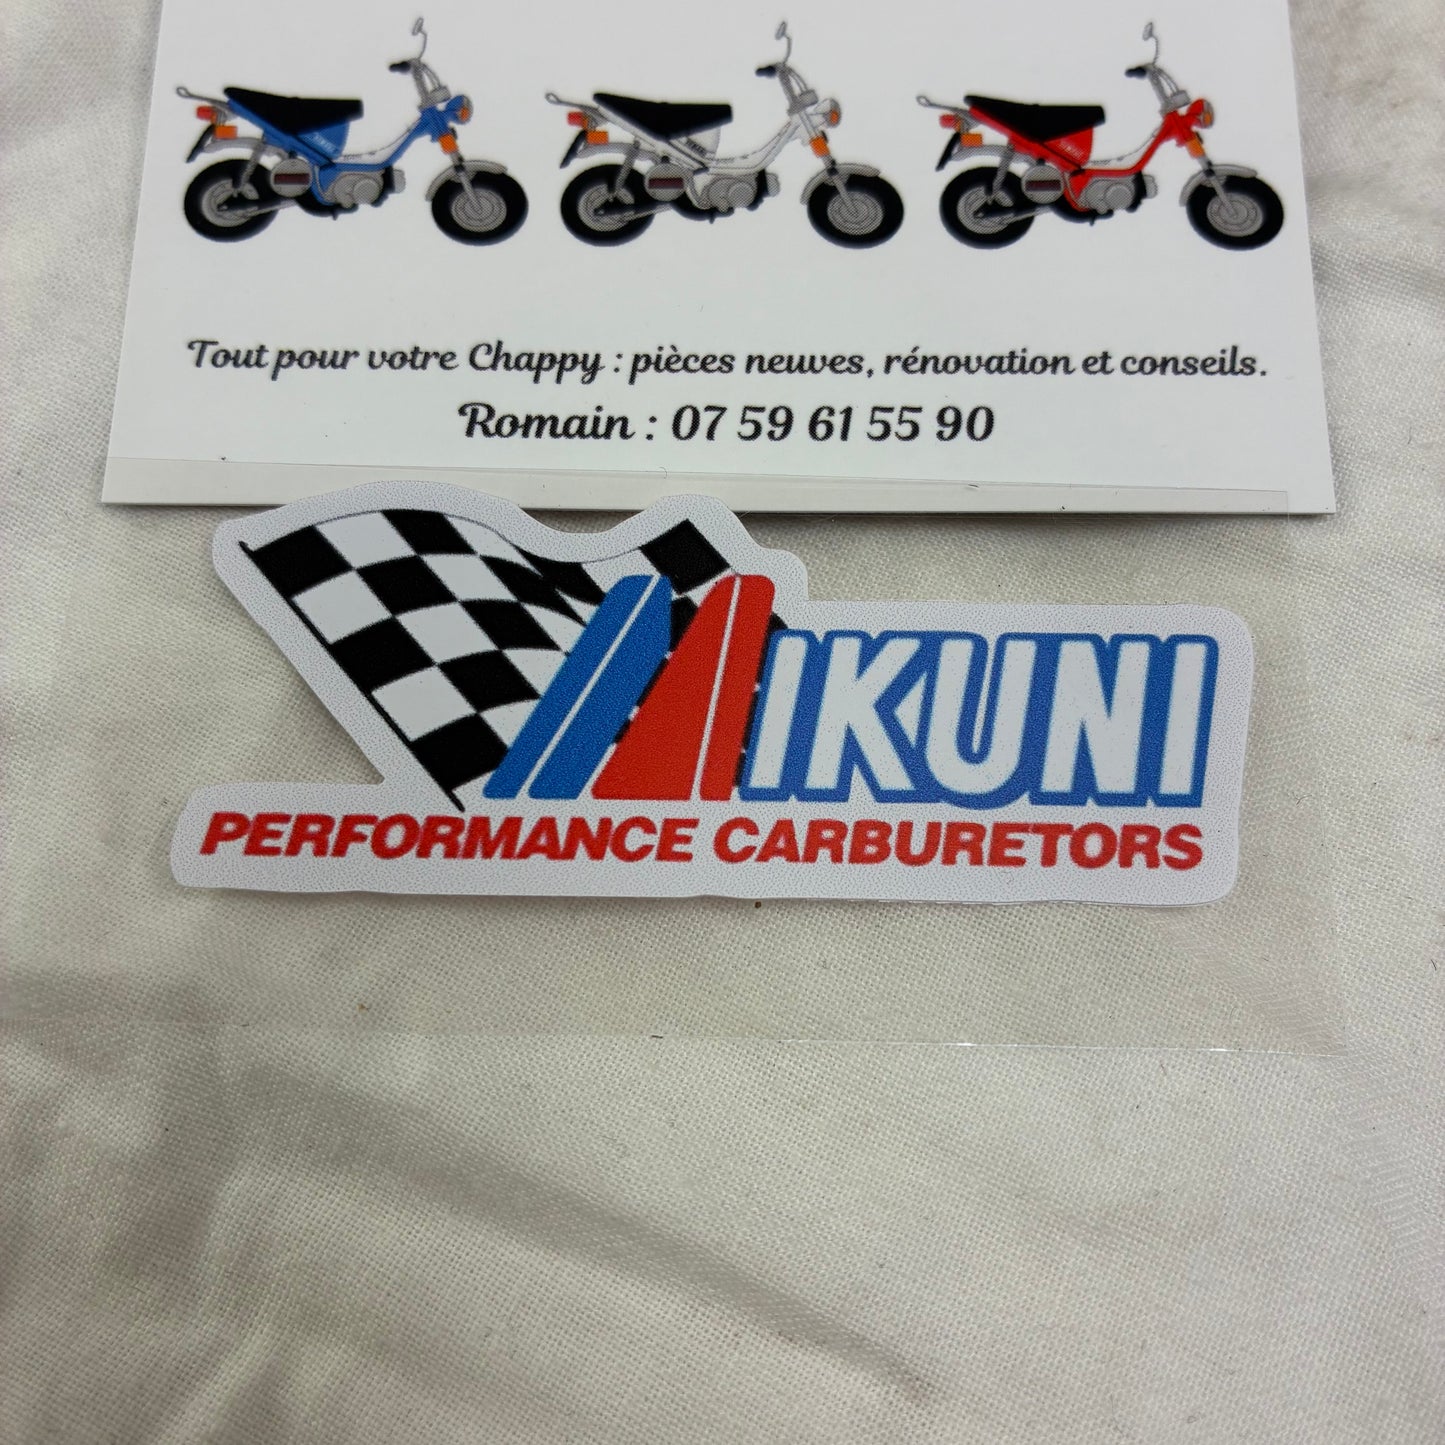 Tout pour votre Chappy : pièces neuves, rénovation et conseils.
Romain : 07 59 61 55 90
MIKUNI
PERFORMANCE CARBURETORS